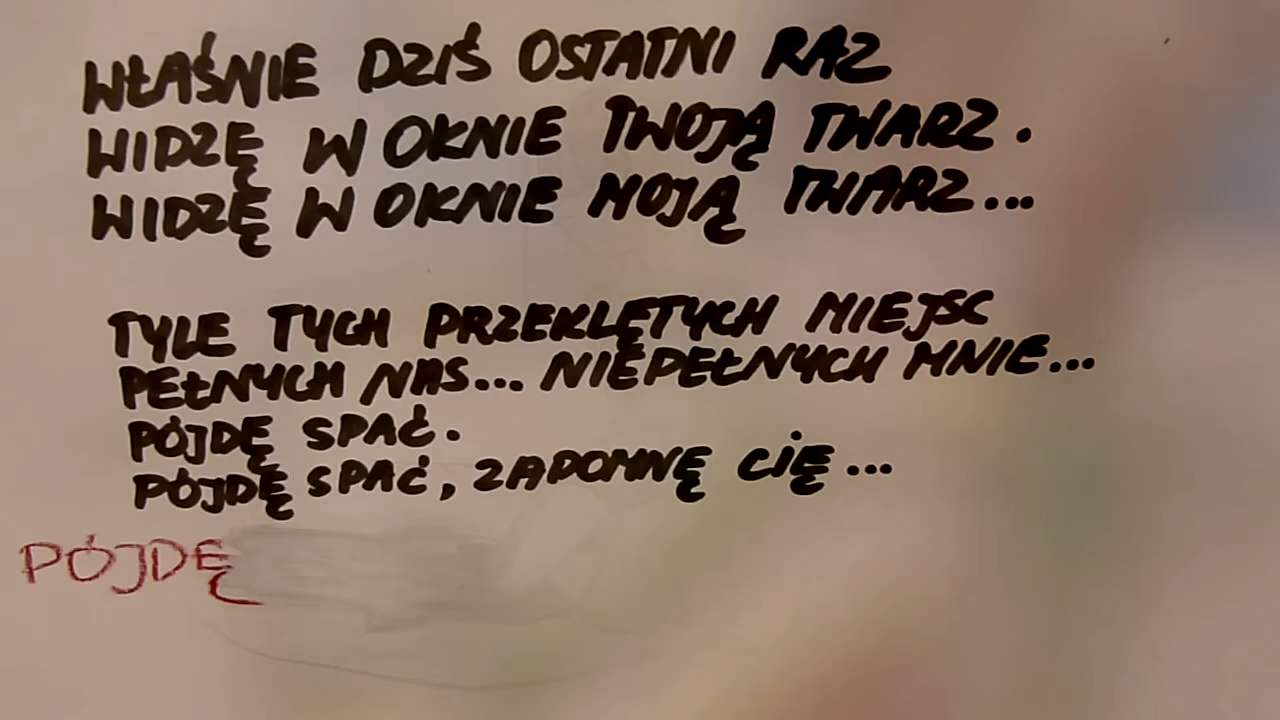 WŁAŚNIE DZIŚ OSTATNI RAZ
WIDZĘ W OKNIE TWOJĄ TWARZ.
WIDZĘ W OKNIE MOJĄ TWARZ...
TYLE TYCH PRZEKLĘTYCH MIEJSC
PEŁNYCH NAS... NIEPEŁNYCH MNIE...
PÓJDĘ SPAĆ.
PÓJDĘ SPAĆ, ZAPOMNĘ CIĘ...
PÓJDĘ